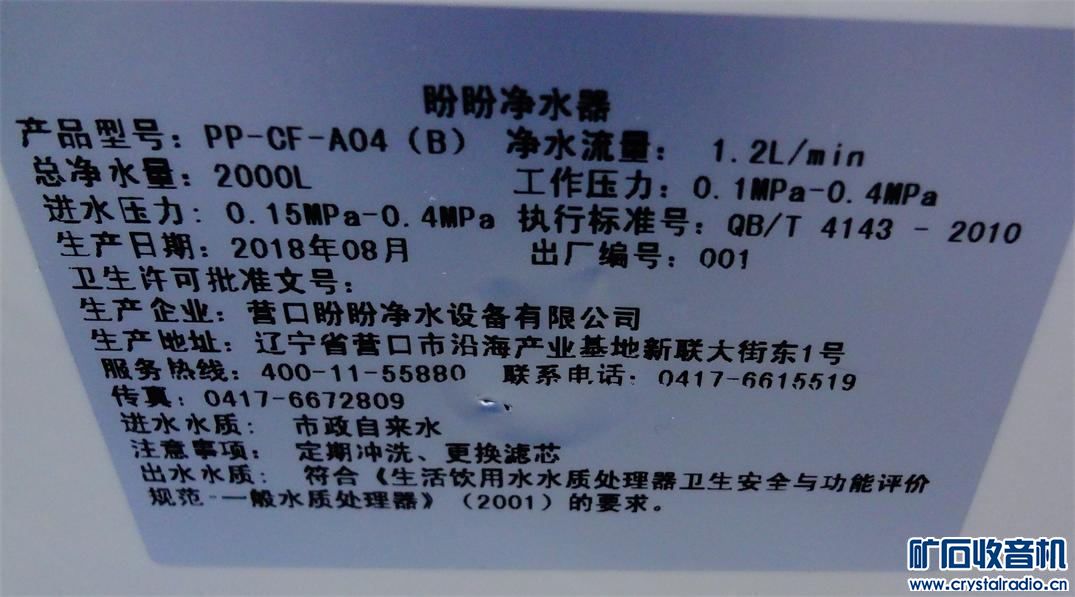 盼盼净水器
产品型号：PP-CF-A04（B） 净水流量： 1.2L/min
总净水量：2000L 工作压力：0.1MPa-0.4MPa
进水压力：0.15MPa-0.4MPa 执行标准号：QB/T 4143 - 2010
生产日期：2018年08月 出厂编号：001
卫生许可批准文号：
生产企业：营口盼盼净水设备有限公司
生产地址：辽宁省营口市沿海产业基地新联大街东1号
服务热线：400-11-55880 联系电话：0417-6615519
传真：0417-6672809
进水水质： 市政自来水
注意事项： 定期冲洗、更换滤芯
出水水质： 符合《生活饮用水水质处理器卫生安全与功能评价
规范-一般水质处理器》（2001）的要求。
矿石收音机
www.crystalradio.cn